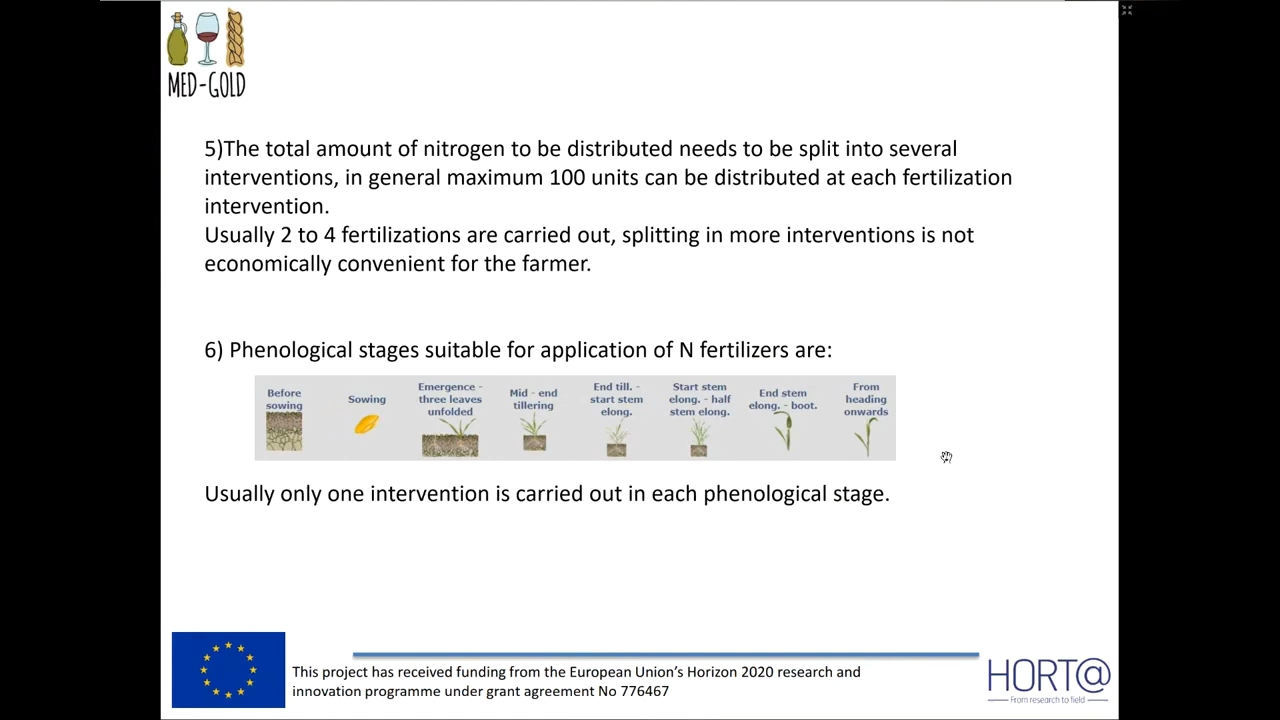 MED-GOLD
5)The total amount of nitrogen to be distributed needs to be split into several
interventions, in general maximum 100 units can be distributed at each fertilization
intervention.
Usually 2 to 4 fertilizations are carried out, splitting in more interventions is not
economically convenient for the farmer.
6) Phenological stages suitable for application of N fertilizers are:
Before
sowing
Sowing
Emergence -
three leaves
unfolded
Mid - end
tillering
End till. -
start stem
elong.
Start stem
elong. - half
stem elong.
End stem
elong. - boot.
From
heading
onwards
Usually only one intervention is carried out in each phenological stage.
This project has received funding from the European Union’s Horizon 2020 research and
innovation programme under grant agreement No 776467
HORT@
From research to field